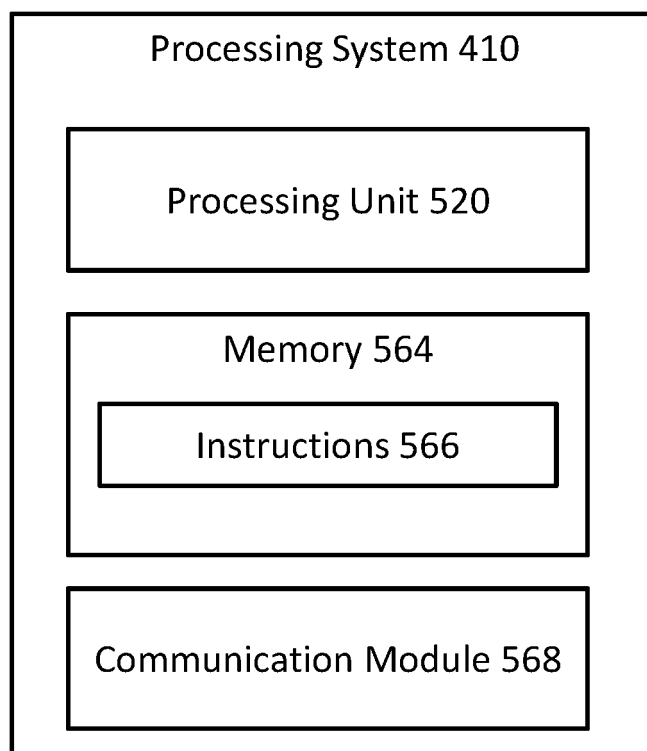 Processing System 410
Processing Unit 520
Memory 564
Instructions 566
Communication Module 568